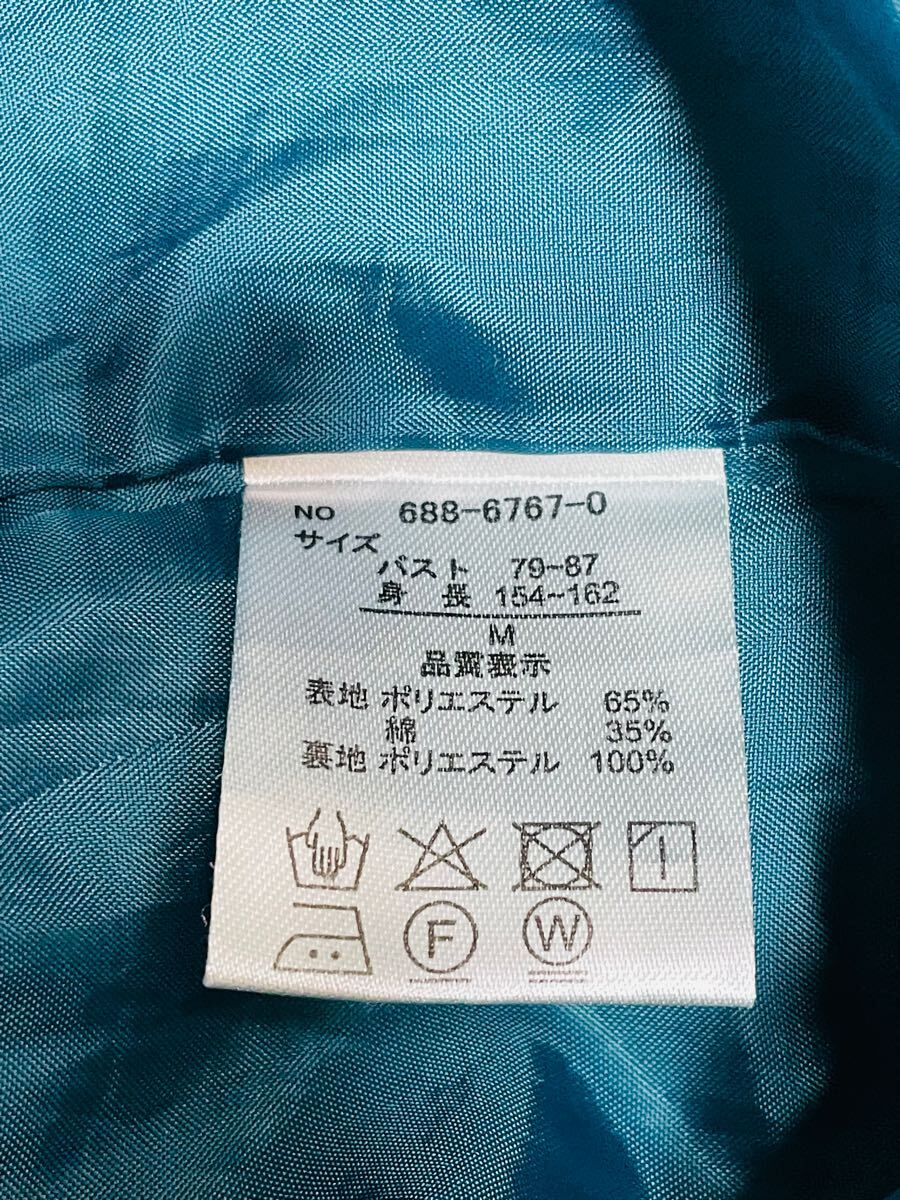 NO 688-6767-0
サイズ
バスト 79~87
身 長 154~162
M
品質表示
表地 ポリエステル 65%
綿 35%
裏地 ポリエステル 100%
F W